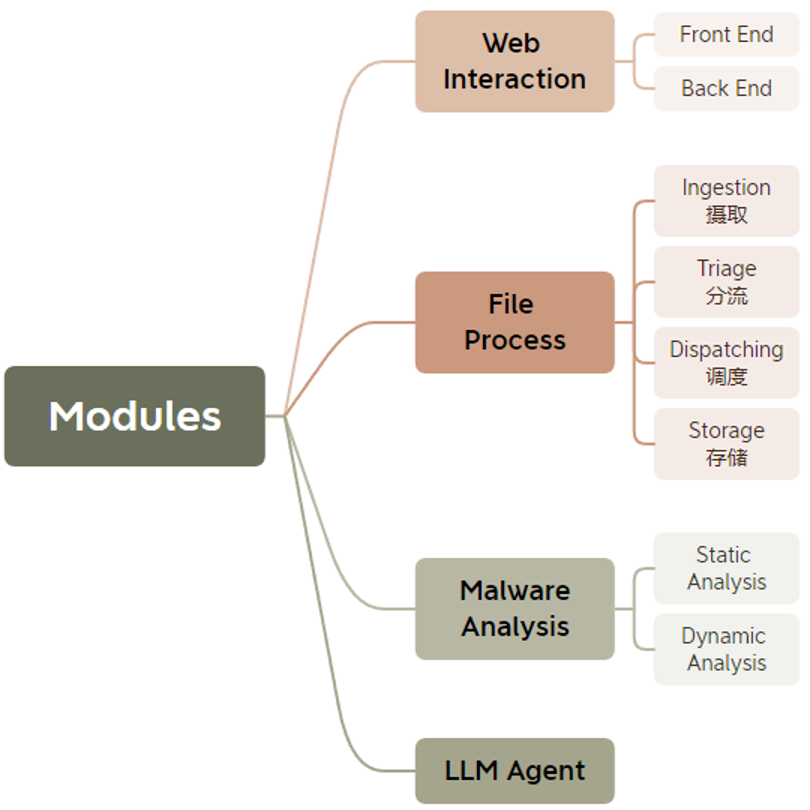 Modules
Web
Interaction
Front End
Back End
File
Process
Ingestion
摄取
Triage
分流
Dispatching
调度
Storage
存储
Malware
Analysis
Static
Analysis
Dynamic
Analysis
LLM Agent